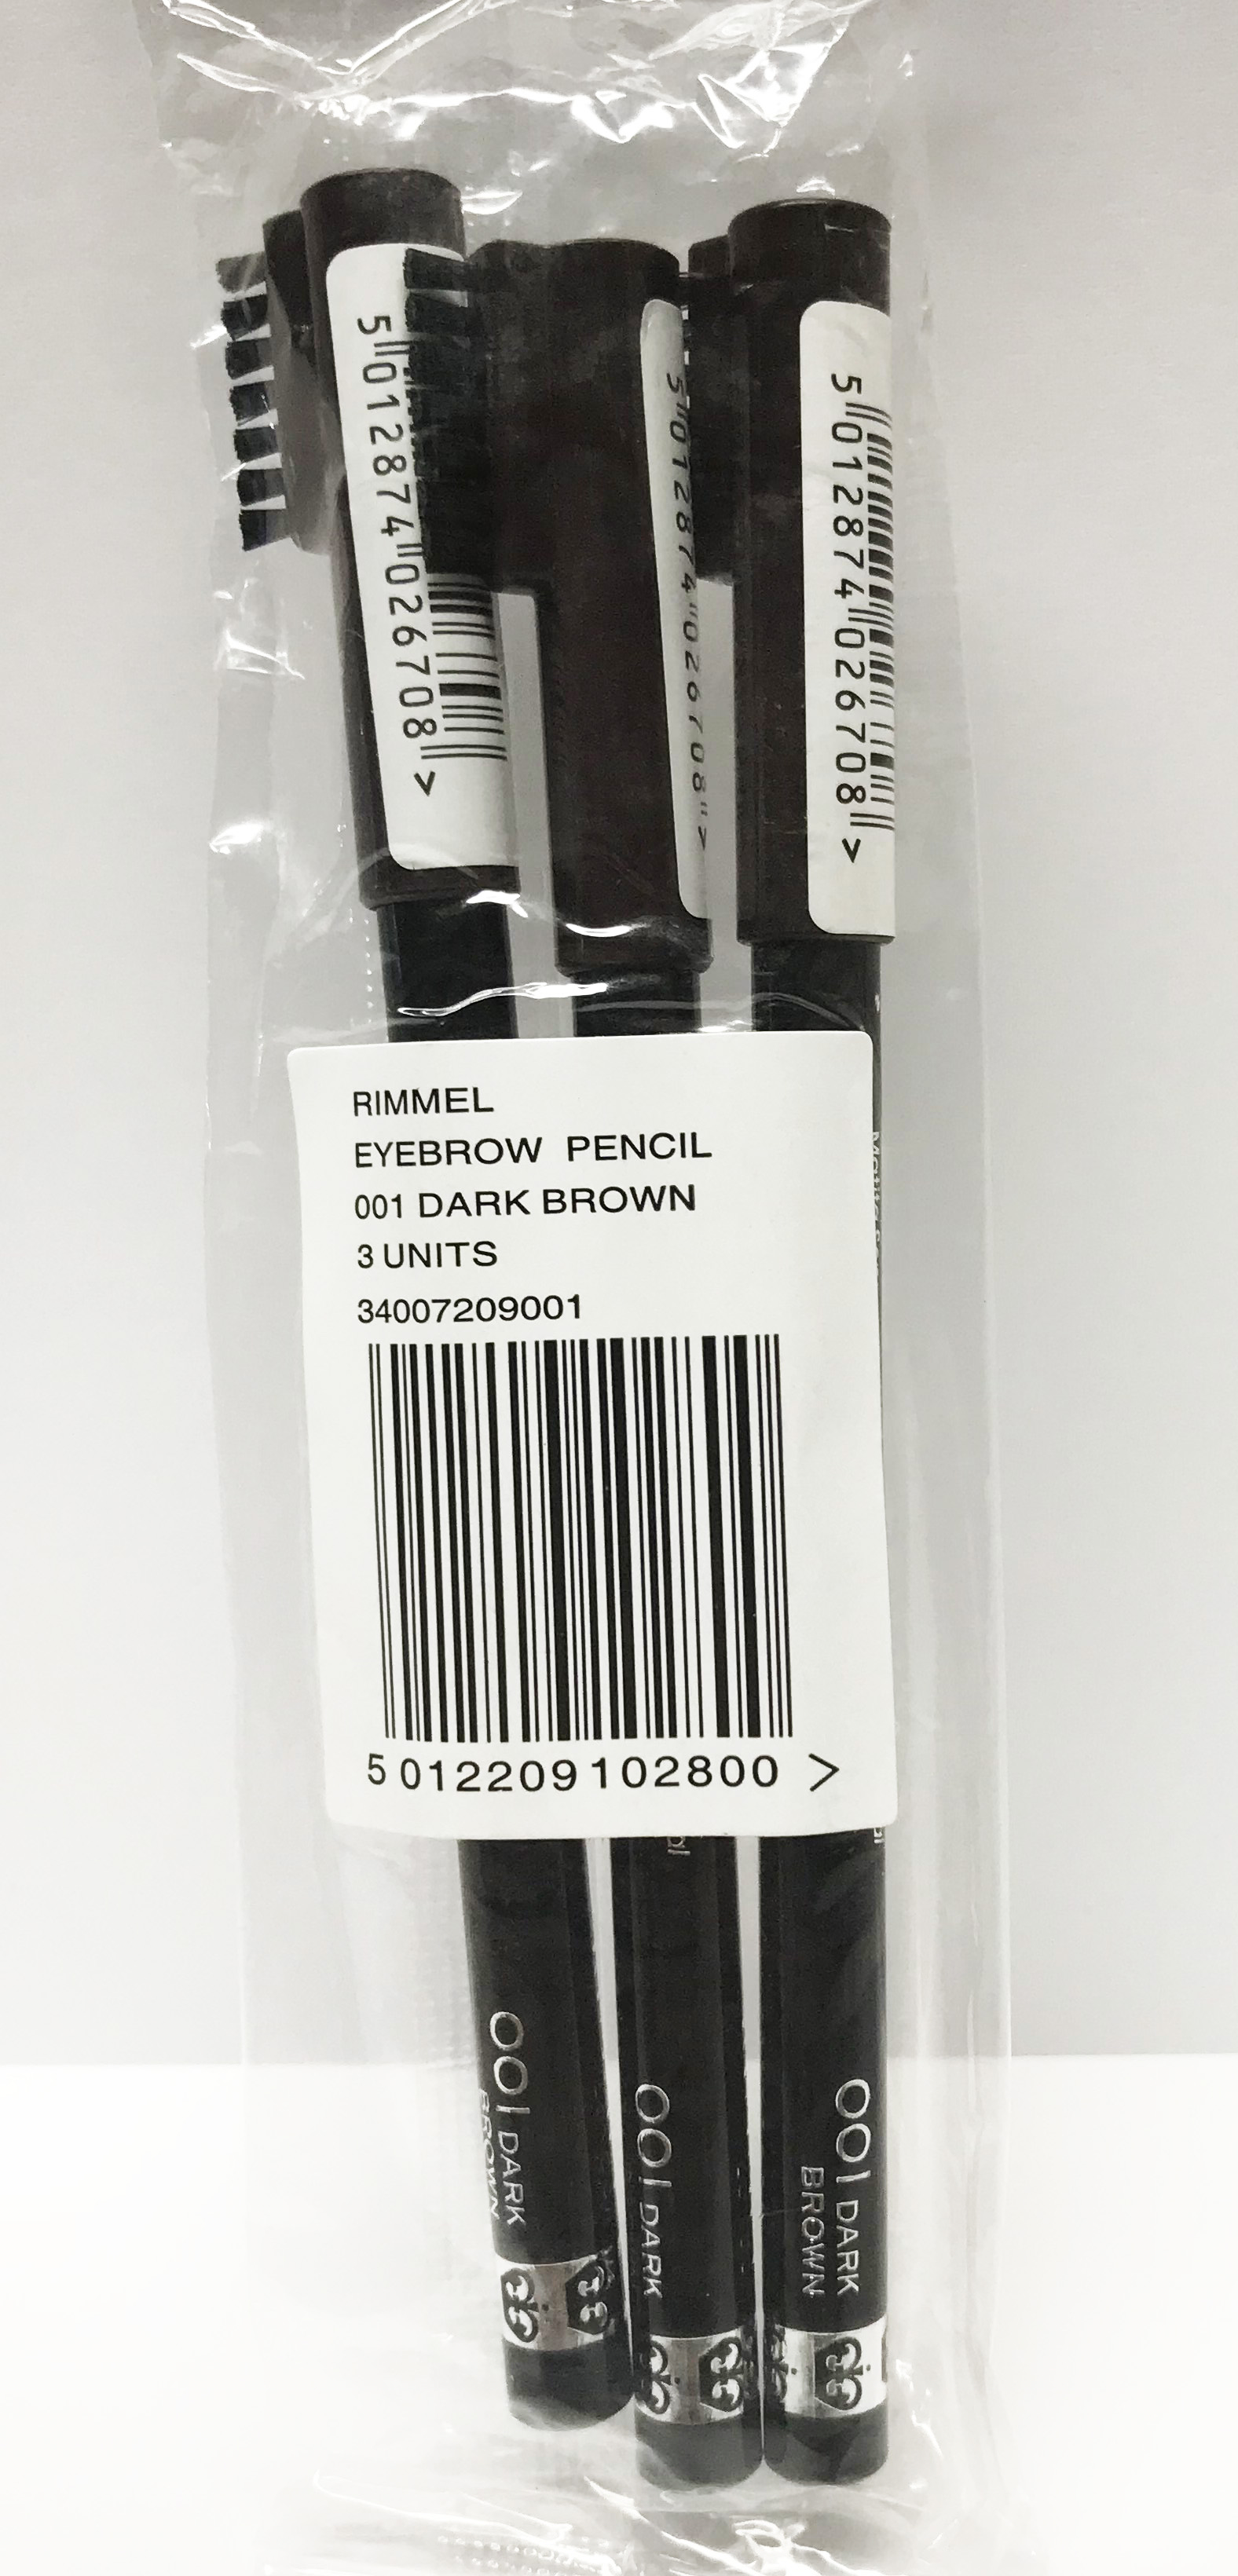 5 012874 026708 >
5 012874 026708 >
5 012874 026708 >
RIMMEL
EYEBROW PENCIL
001 DARK BROWN
3 UNITS
34007209001
5 012209 102800 >
001 DARK
BROWN
001 DARK
001 DARK
BROWN